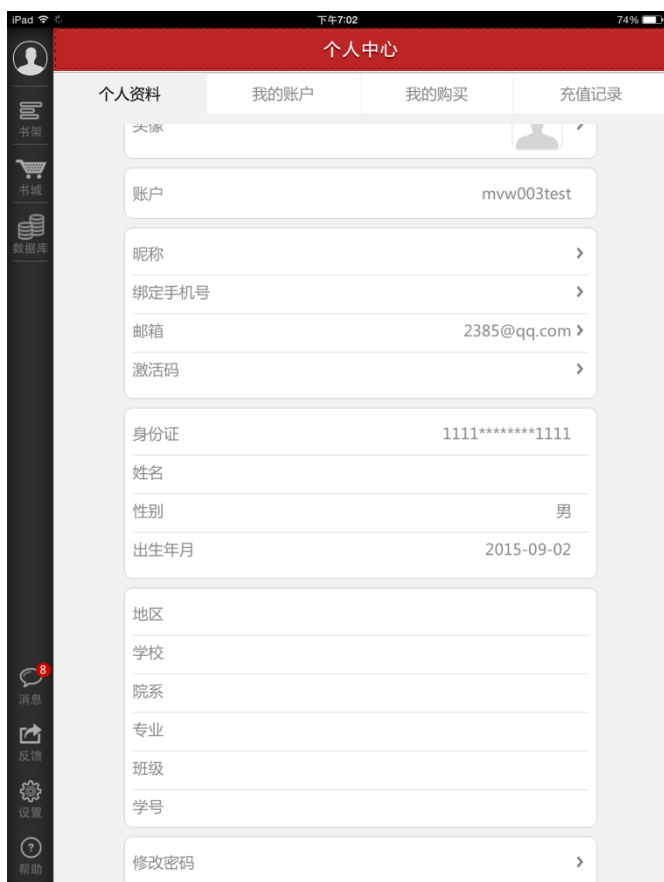 iPad 下午7:02 74%
个人中心
个人资料 我的账户 我的购买 充值记录
书架
书城
数据库
头像
账户 mvw003test
昵称
绑定手机号
邮箱 2385@qq.com
激活码
身份证 1111********1111
姓名
性别 男
出生年月 2015-09-02
地区
学校
院系
专业
班级
学号
修改密码
8
消息
反馈
设置
?
帮助